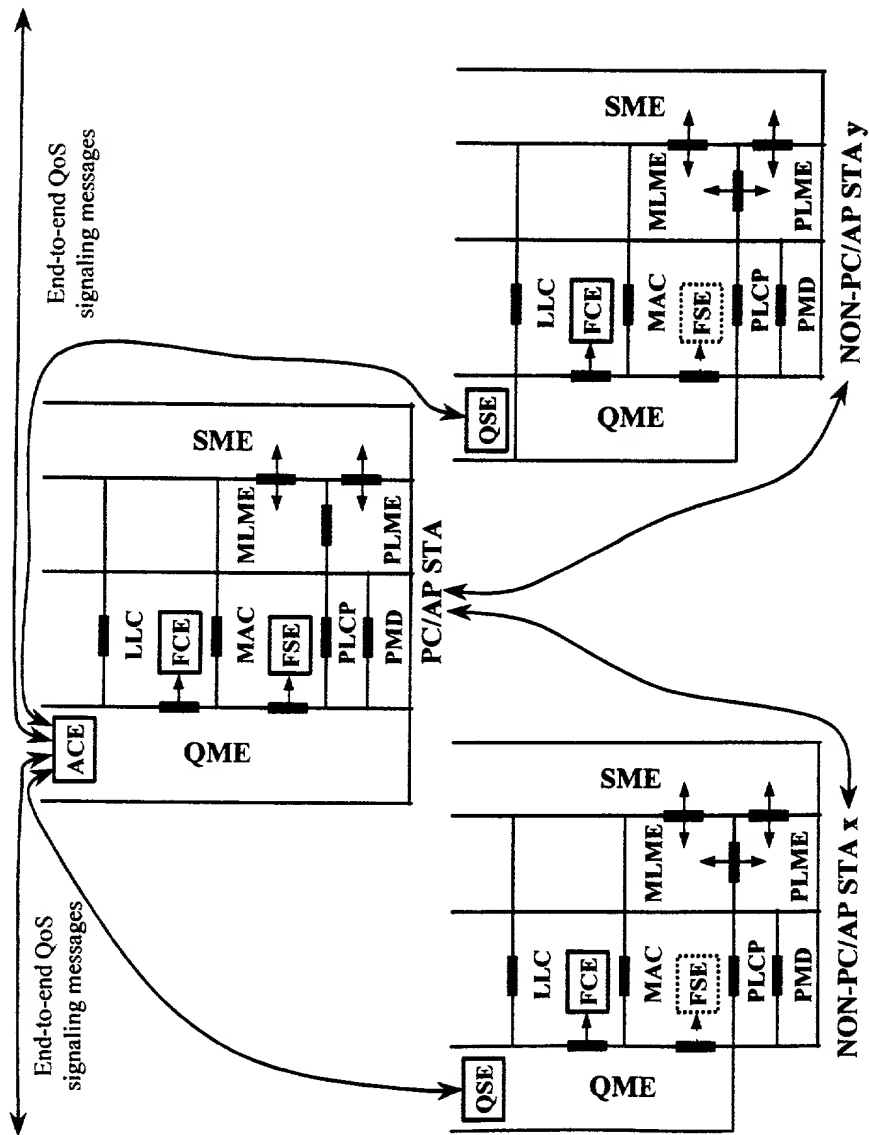 End-to-end QoS
signaling messages
End-to-end QoS
signaling messages
ACE
QME
LLC
FCE
MAC
FSE
PLCP
PMD
MLME
PLME
SME
PC/AP STA
QSE
QME
LLC
FCE
MAC
FSE
PLCP
PMD
MLME
PLME
SME
NON-PC/AP STA x
QSE
QME
LLC
FCE
MAC
FSE
PLCP
PMD
MLME
PLME
SME
NON-PC/AP STA y